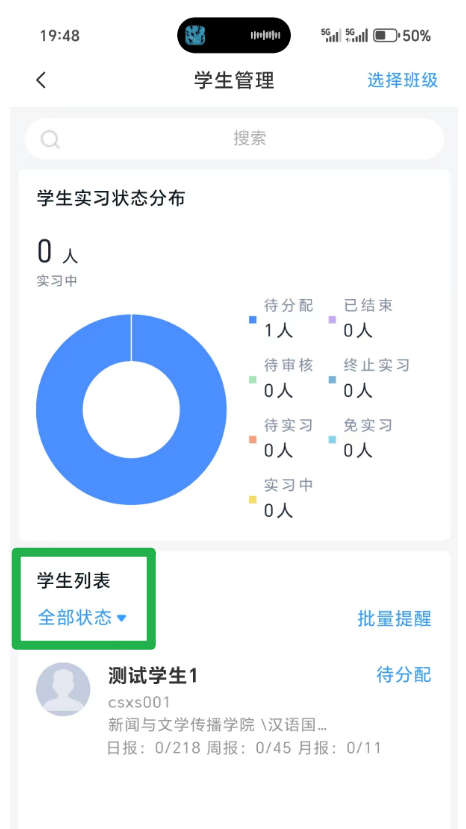 19:48 5G 5G 50%
学生管理 选择班级
搜索
学生实习状态分布
0 人
实习中
待分配 已结束
1人 0人
待审核 终止实习
0人 0人
待实习 免实习
0人 0人
实习中
0人
学生列表
全部状态 批量提醒
测试学生1 待分配
csxs001
新闻与文学传播学院 \汉语国...
日报: 0/218 周报: 0/45 月报: 0/11